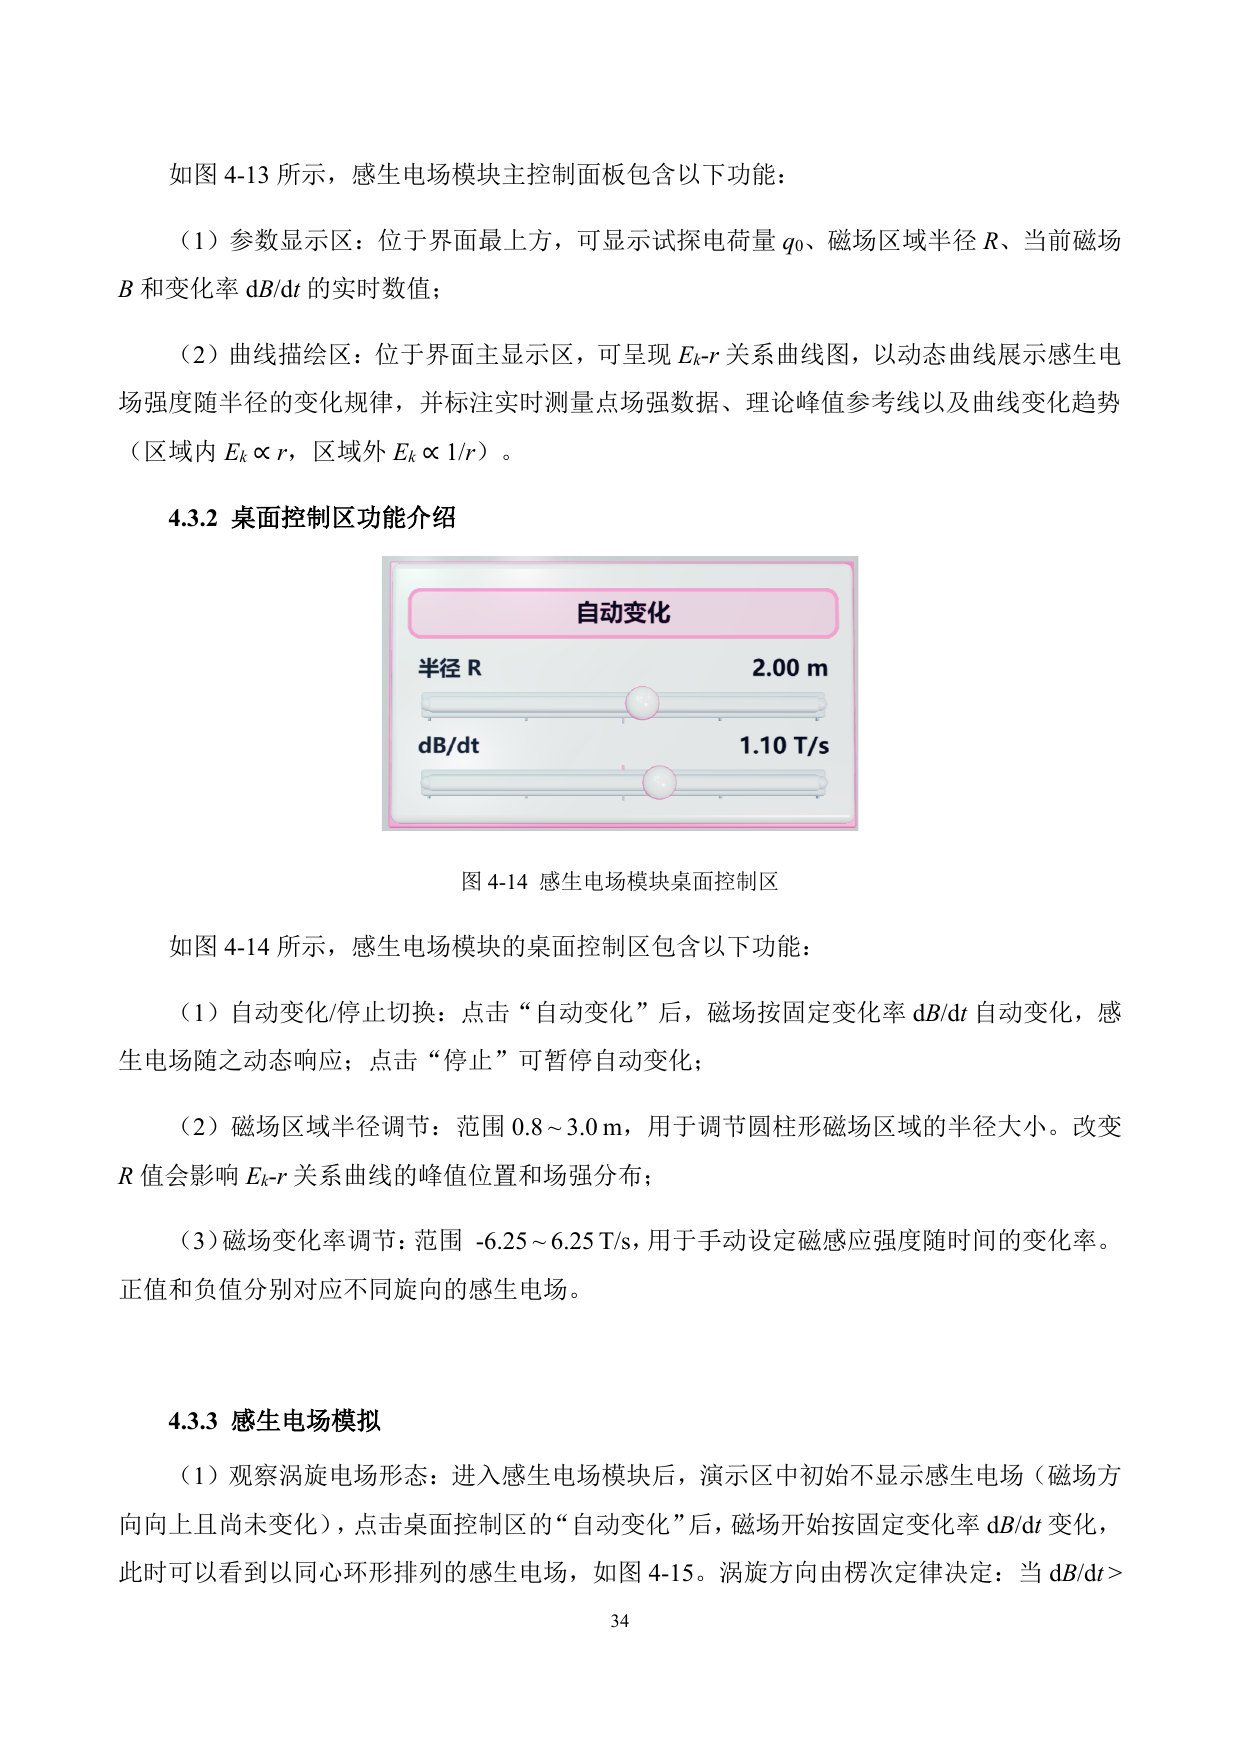 如图 4-13 所示，感生电场模块主控制面板包含以下功能：
（1）参数显示区：位于界面最上方，可显示试探电荷量 q0、磁场区域半径 R、当前磁场
B 和变化率 dB/dt 的实时数值；
（2）曲线描绘区：位于界面主显示区，可呈现 Ek-r 关系曲线图，以动态曲线展示感生电
场强度随半径的变化规律，并标注实时测量点场强数据、理论峰值参考线以及曲线变化趋势
（区域内 Ek ∝ r，区域外 Ek ∝ 1/r）。
4.3.2 桌面控制区功能介绍
自动变化
半径 R 2.00 m
dB/dt 1.10 T/s
图 4-14 感生电场模块桌面控制区
如图 4-14 所示，感生电场模块的桌面控制区包含以下功能：
（1）自动变化/停止切换：点击“自动变化”后，磁场按固定变化率 dB/dt 自动变化，感
生电场随之动态响应；点击“停止”可暂停自动变化；
（2）磁场区域半径调节：范围 0.8 ~ 3.0 m，用于调节圆柱形磁场区域的半径大小。改变
R 值会影响 Ek-r 关系曲线的峰值位置和场强分布；
（3）磁场变化率调节：范围 -6.25 ~ 6.25 T/s，用于手动设定磁感应强度随时间的变化率。
正值和负值分别对应不同旋向的感生电场。
4.3.3 感生电场模拟
（1）观察涡旋电场形态：进入感生电场模块后，演示区中初始不显示感生电场（磁场方
向向上且尚未变化），点击桌面控制区的“自动变化”后，磁场开始按固定变化率 dB/dt 变化，
此时可以看到以同心环形排列的感生电场，如图 4-15。涡旋方向由楞次定律决定：当 dB/dt >
34